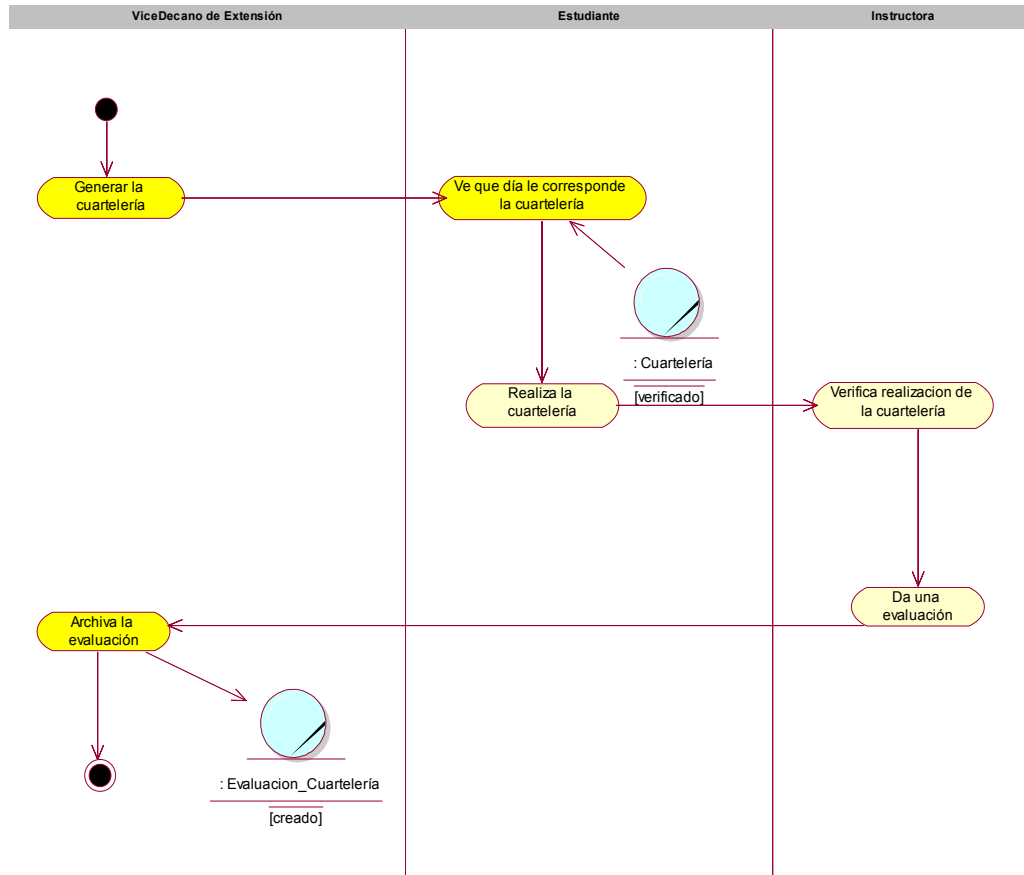 ViceDecano de Extensión
Estudiante
Instructora
Generar la
cuartelería
Ve que día le corresponde
la cuartelería
: Cuartelería
[verificado]
Realiza la
cuartelería
Verifica realizacion de
la cuartelería
Da una
evaluación
Archiva la
evaluación
: Evaluacion_Cuartelería
[creado]